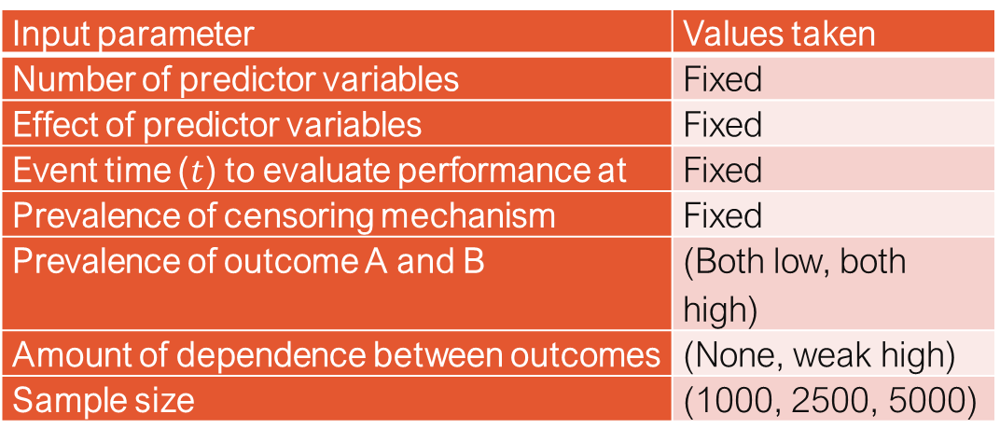 Input parameter Values taken
Number of predictor variables Fixed
Effect of predictor variables Fixed
Event time (t) to evaluate performance at Fixed
Prevalence of censoring mechanism Fixed
Prevalence of outcome A and B (Both low, both
high)
Amount of dependence between outcomes (None, weak high)
Sample size (1000, 2500, 5000)